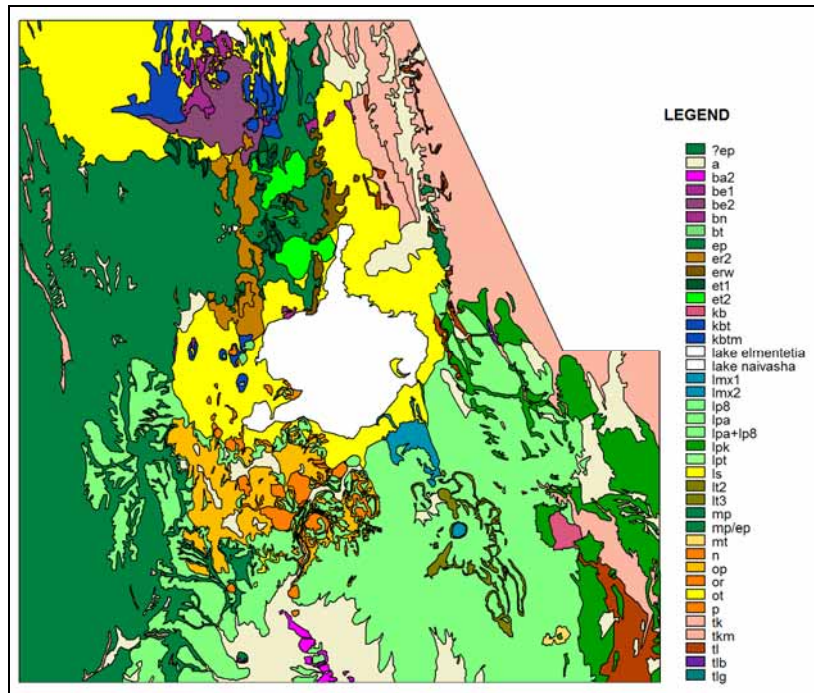 LEGEND
?ep
a
ba2
be1
be2
bn
bt
ep
er2
erw
et1
et2
kb
kbt
kbtm
lake elmentetia
lake naivasha
lmx1
lmx2
lp8
lpa
lpa+lp8
lpk
lpt
ls
lt2
lt3
mp
mp/ep
mt
n
op
or
ot
p
tk
tkm
tl
tlb
tlg